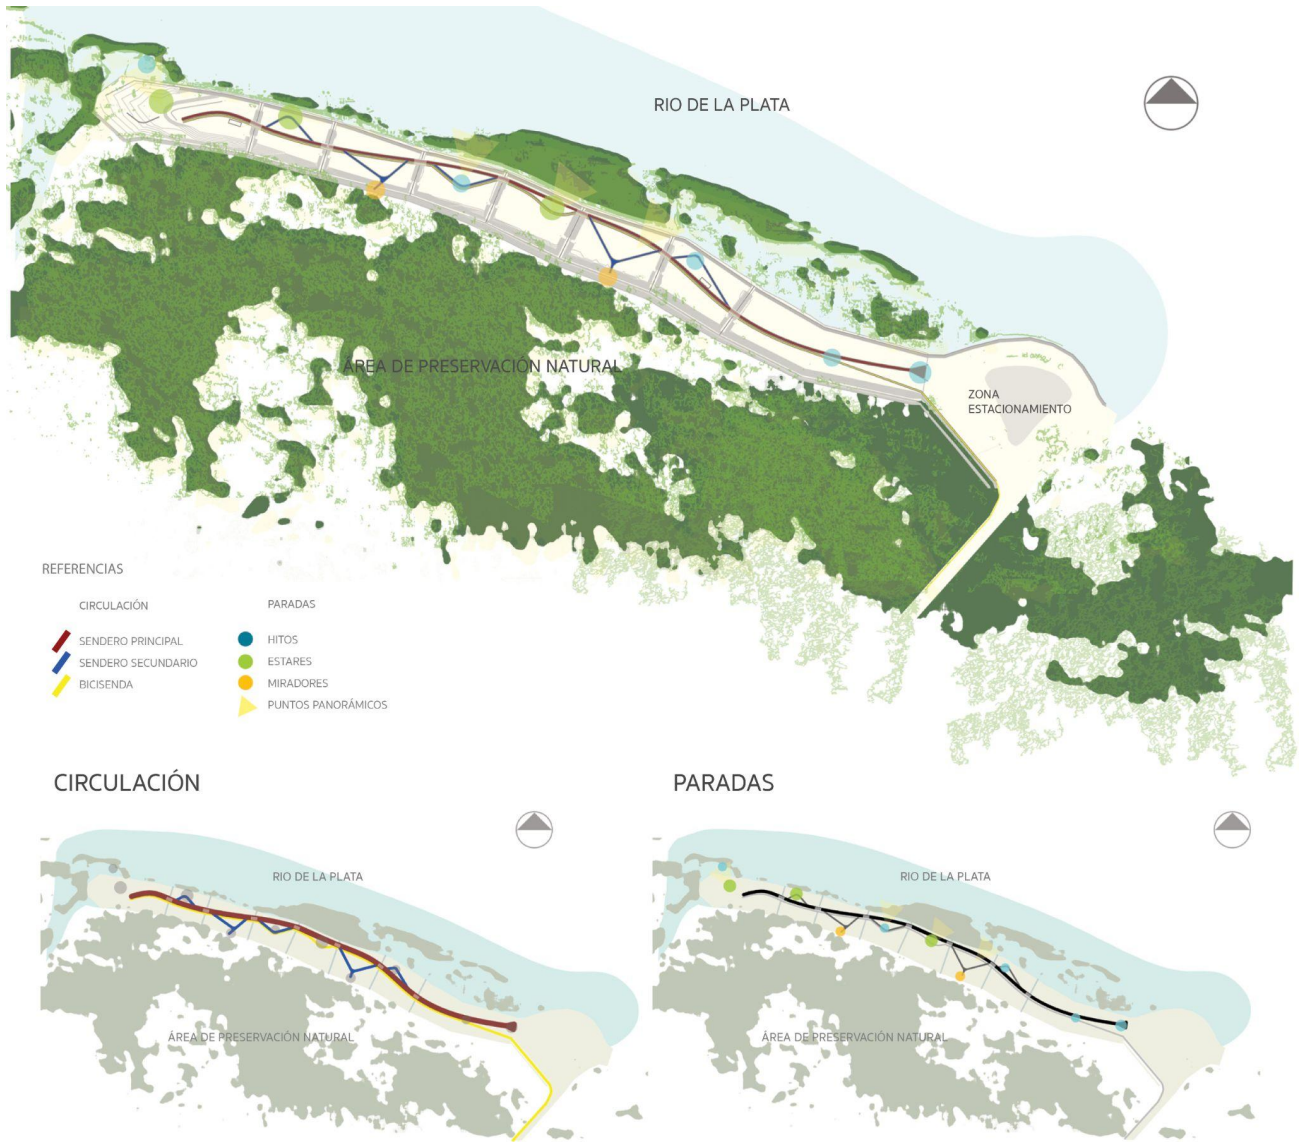 RIO DE LA PLATA
ÁREA DE PRESERVACIÓN NATURAL
ZONA
ESTACIONAMIENTO
REFERENCIAS
CIRCULACIÓN
SENDERO PRINCIPAL
SENDERO SECUNDARIO
BICISENDA
PARADAS
HITOS
ESTARES
MIRADORES
PUNTOS PANORÁMICOS
CIRCULACIÓN
RIO DE LA PLATA
ÁREA DE PRESERVACIÓN NATURAL
PARADAS
RIO DE LA PLATA
ÁREA DE PRESERVACIÓN NATURAL